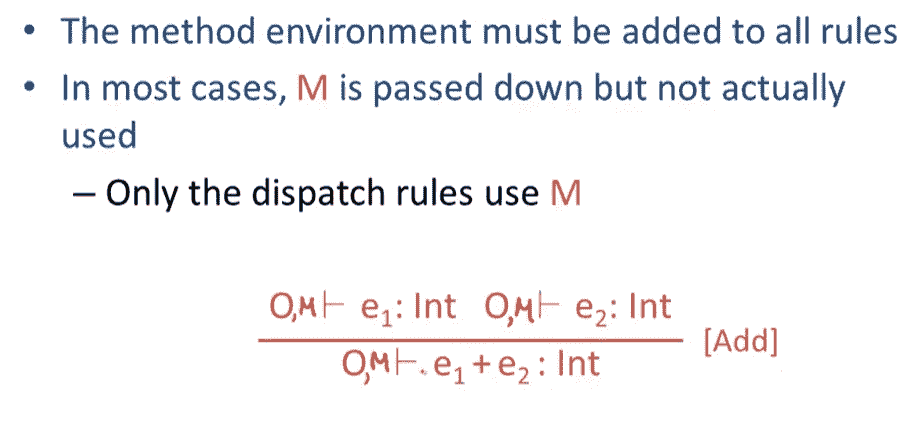 • The method environment must be added to all rules
• In most cases, M is passed down but not actually
used
– Only the dispatch rules use M
O,M⊢ e₁: Int O,M⊢ e₂: Int
[Add]
O,M⊢. e₁ + e₂ : Int